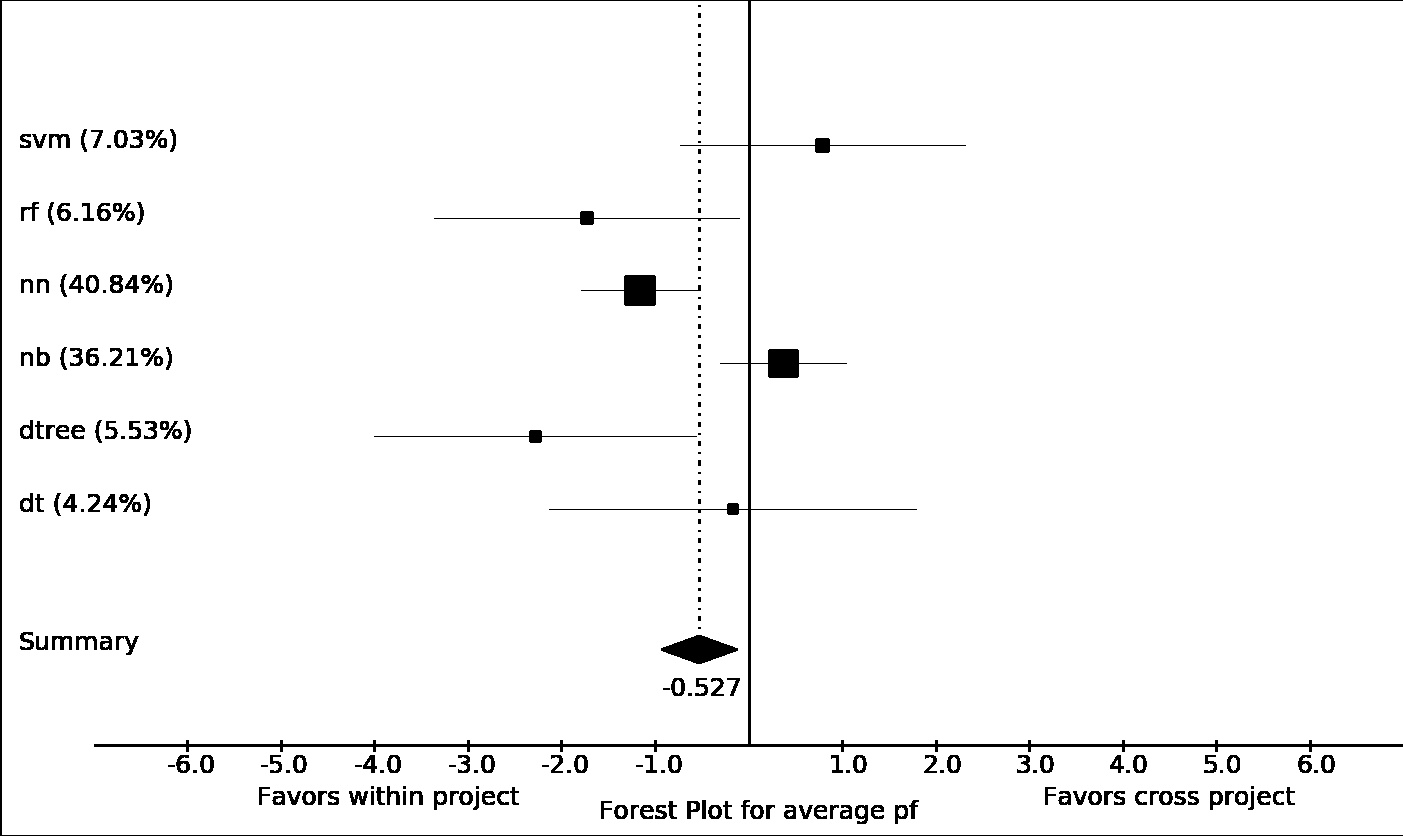 svm (7.03%)
rf (6.16%)
nn (40.84%)
nb (36.21%)
dtree (5.53%)
dt (4.24%)
Summary
-0.527
-6.0 -5.0 -4.0 -3.0 -2.0 -1.0 1.0 2.0 3.0 4.0 5.0 6.0
Favors within project
Forest Plot for average pf
Favors cross project